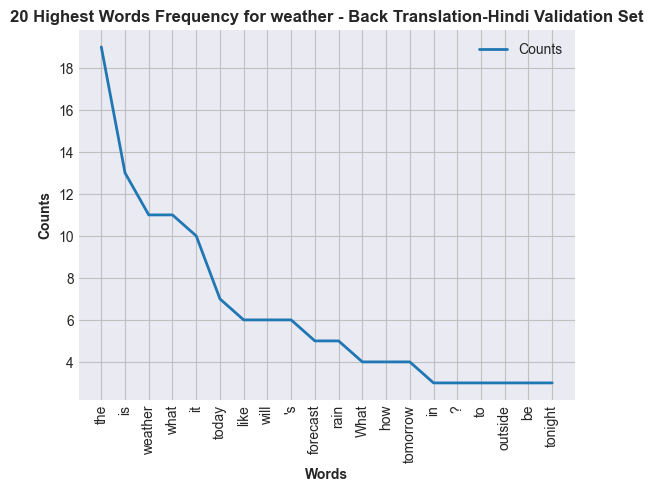 20 Highest Words Frequency for weather - Back Translation-Hindi Validation Set
Counts
18
16
14
12
10
8
6
4
Counts
the
is
weather
what
it
today
like
will
's
forecast
rain
What
how
tomorrow
in
?
to
outside
be
tonight
Words